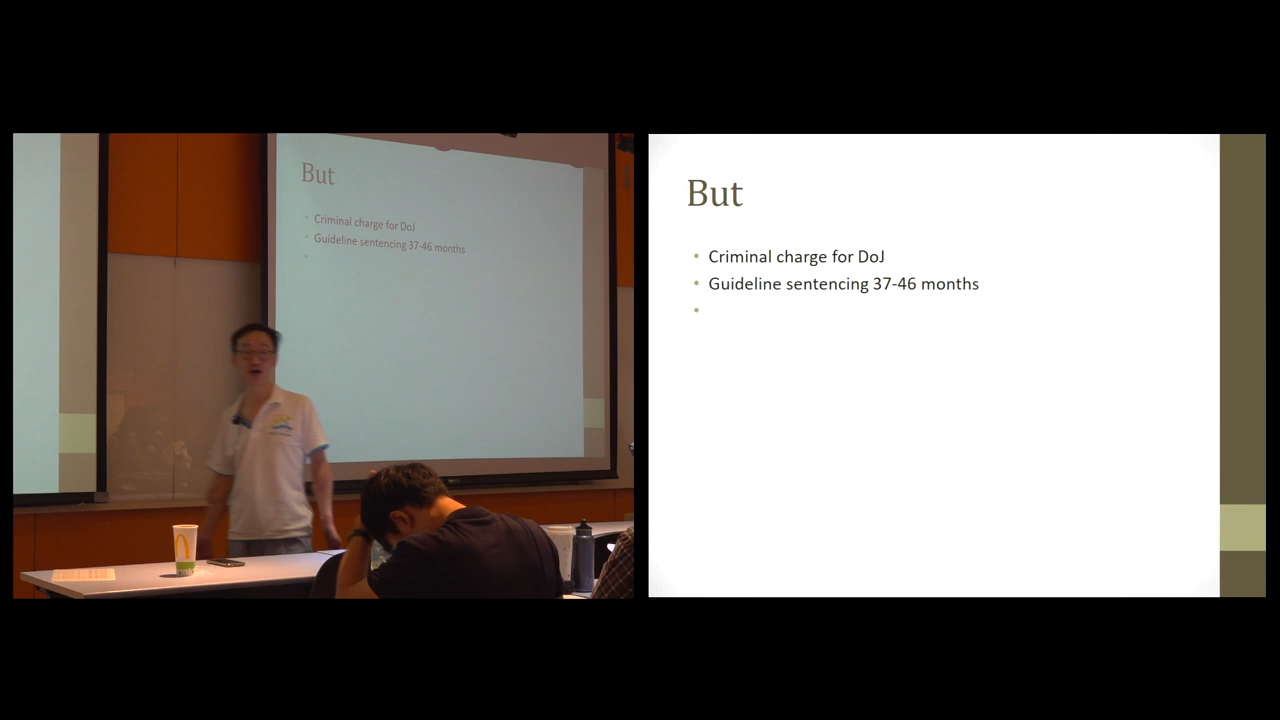 But
• Criminal charge for DoJ
• Guideline sentencing 37-46 months
•
But
• Criminal charge for DoJ
• Guideline sentencing 37-46 months
•